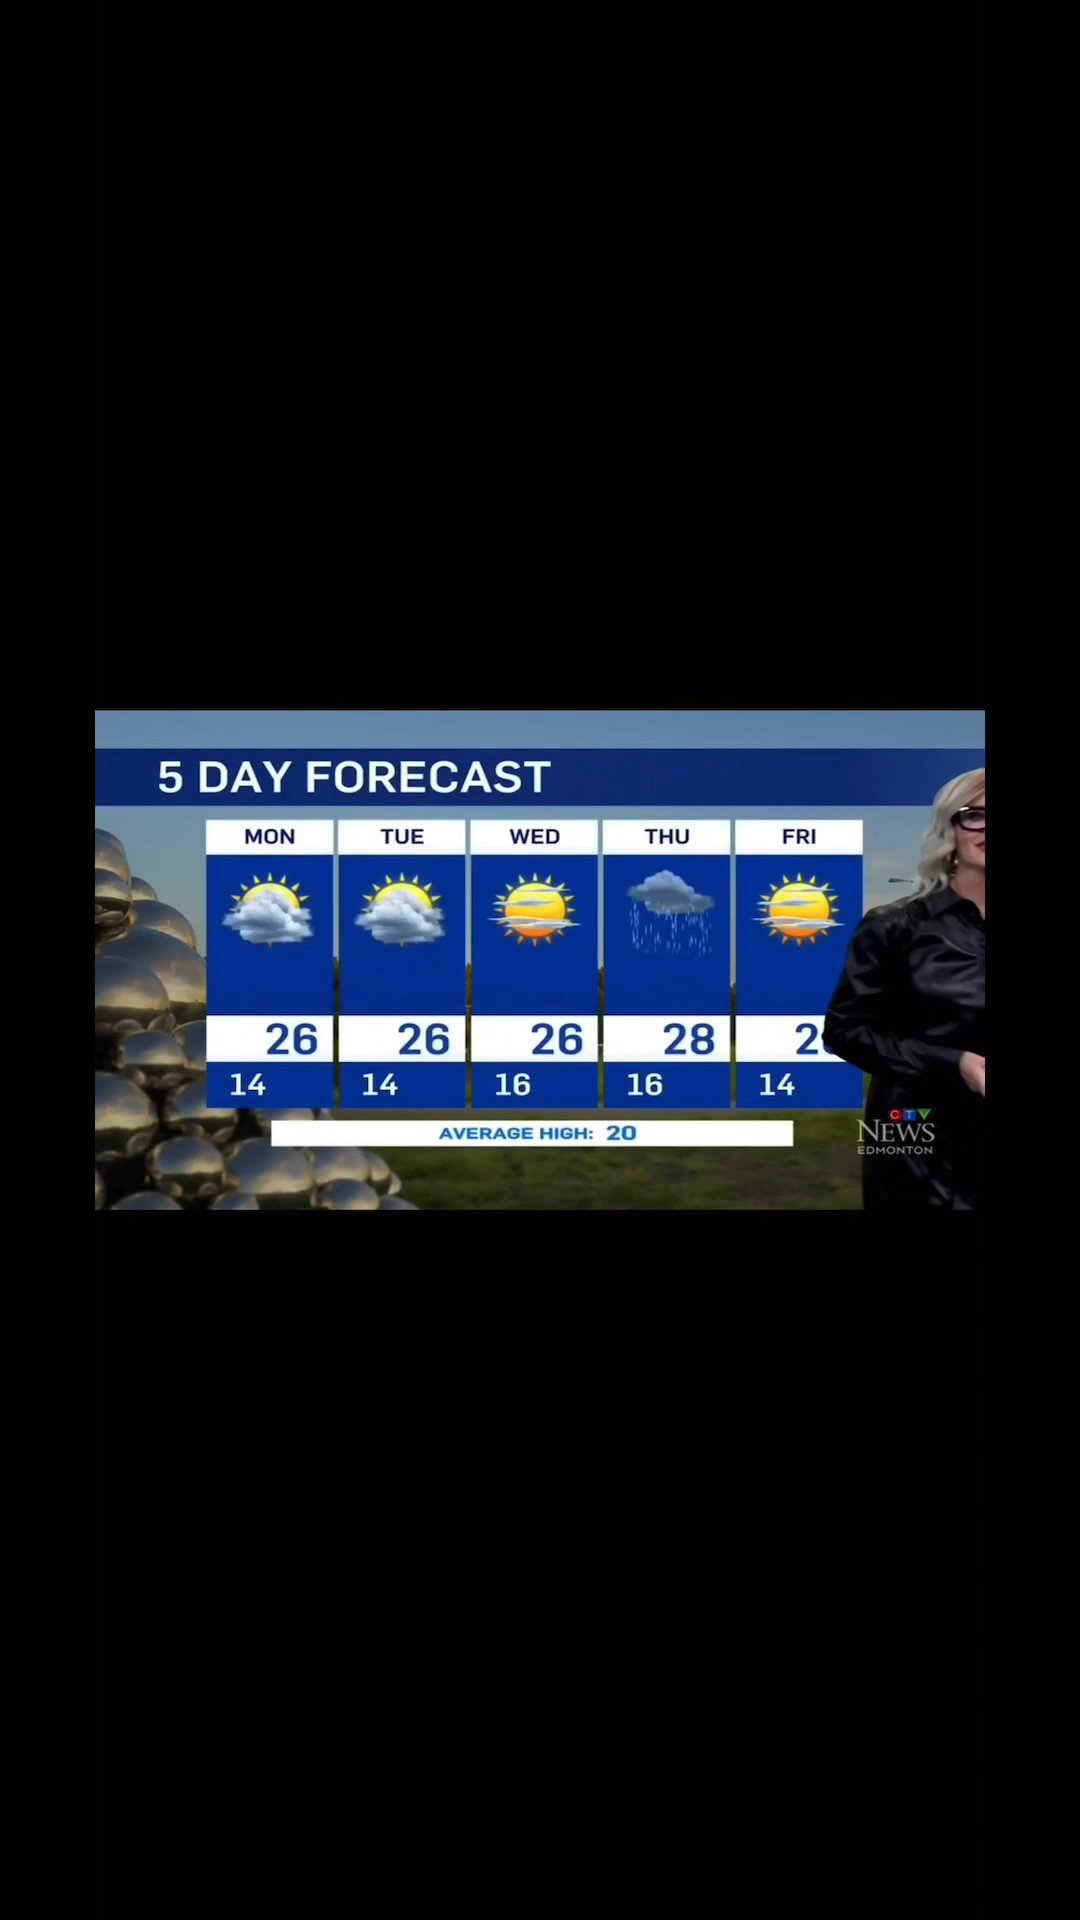 5 DAY FORECAST
MON TUE WED THU FRI
26 26 26 28
14 14 16 16 14
AVERAGE HIGH: 20
CTV
NEWS
EDMONTON